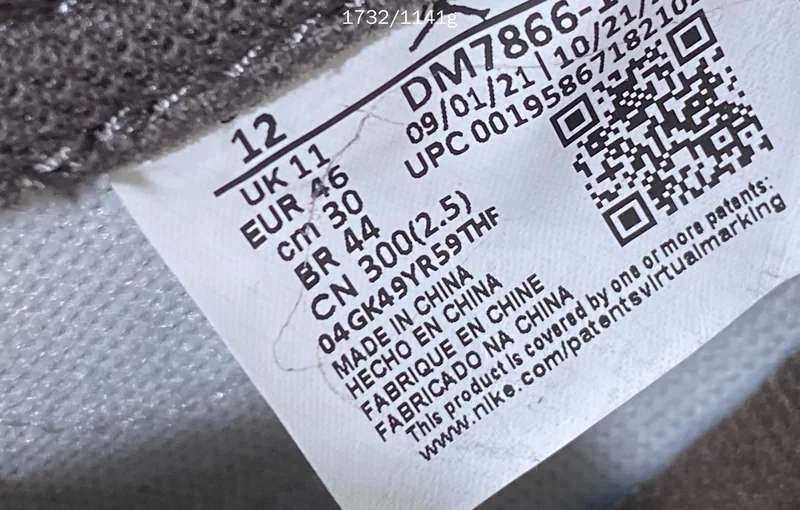 1732/1141g
12
UK 11
EUR 46
cm 30
BR 44
CN 300(2.5)
04GK49YR59THF
MADE IN CHINA
HECHO EN CHINA
FABRIQUE EN CHINE
FABRICADO NA CHINA
This product is covered by one or more patents:
www.nike.com/patentsvirtualmarking
DM7866-
09/01/21 | 10/21/
UPC 0019586718210